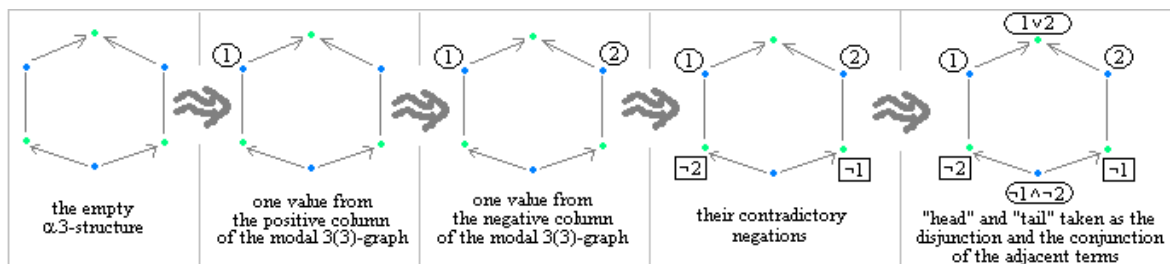 the empty
α3-structure
1
one value from
the positive column
of the modal 3(3)-graph
1 2
one value from
the negative column
of the modal 3(3)-graph
1 2
¬2 ¬1
their contradictory
negations
1∨2
1 2
¬2 ¬1
¬1∧¬2
"head" and "tail" taken as the
disjunction and the conjunction
of the adjacent terms